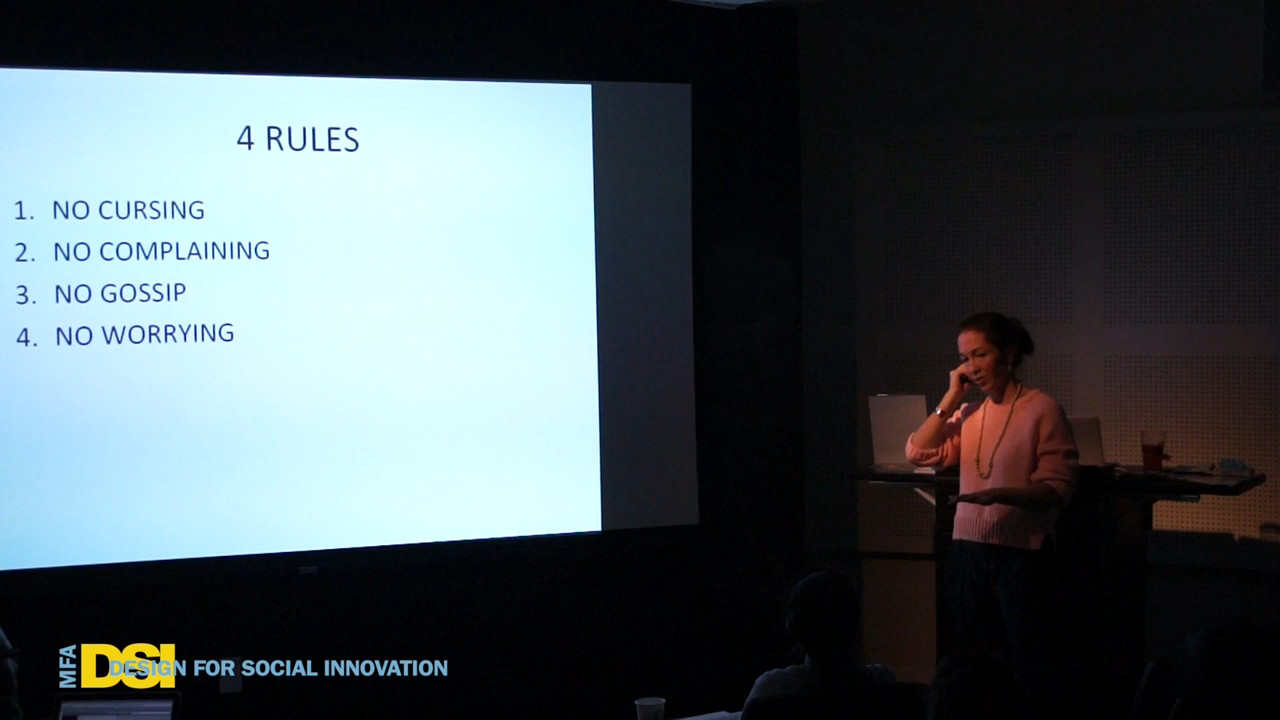 4 RULES
1. NO CURSING
2. NO COMPLAINING
3. NO GOSSIP
4. NO WORRYING
MFA DSI DESIGN FOR SOCIAL INNOVATION